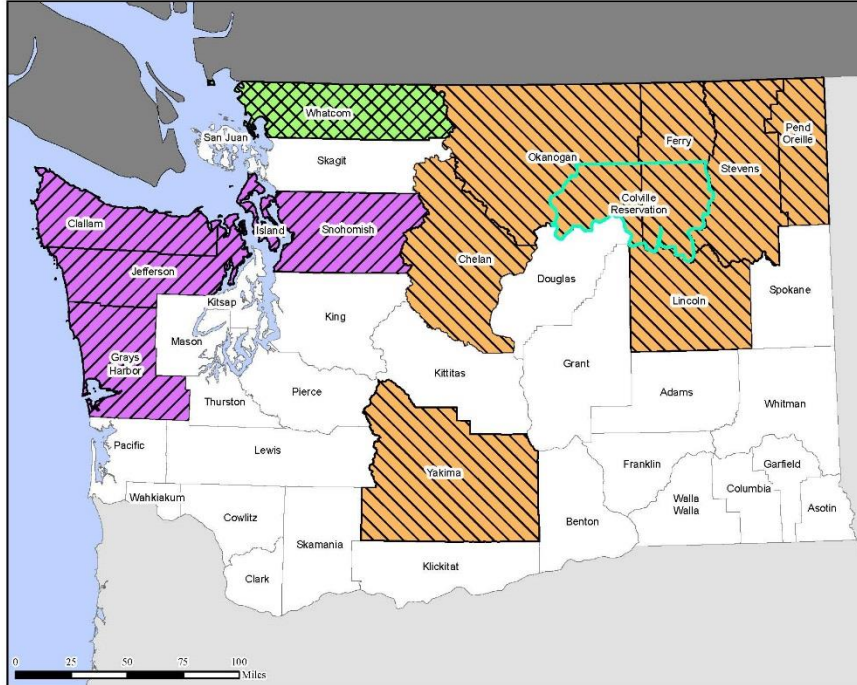 Whatcom
San Juan
Skagit
Okanogan
Ferry
Pend
Oreille
Stevens
Clallam
Island
Snohomish
Colville
Reservation
Chelan
Jefferson
Douglas
Kitsap
Lincoln
Spokane
King
Mason
Grays
Harbor
Grant
Kittitas
Pierce
Thurston
Adams
Whitman
Pacific
Lewis
Yakima
Franklin
Garfield
Wahkiakum
Columbia
Walla
Walla
Cowlitz
Benton
Asotin
Skamania
Klickitat
Clark
0 25 50 75 100
Miles